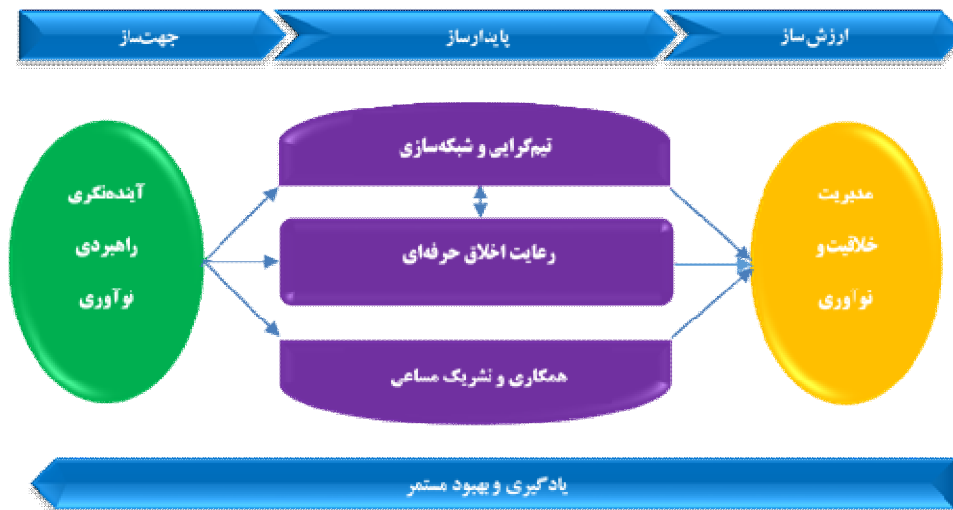 ارزش‌ساز
پایدارساز
جهت‌ساز
مدیریت
خلاقیت و
نوآوری
تیم‌گرایی و شبکه‌سازی
رعایت اخلاق حرفه‌ای
همکاری و تشریک مساعی
آینده‌نگری
راهبردی
نوآوری
یادگیری و بهبود مستمر